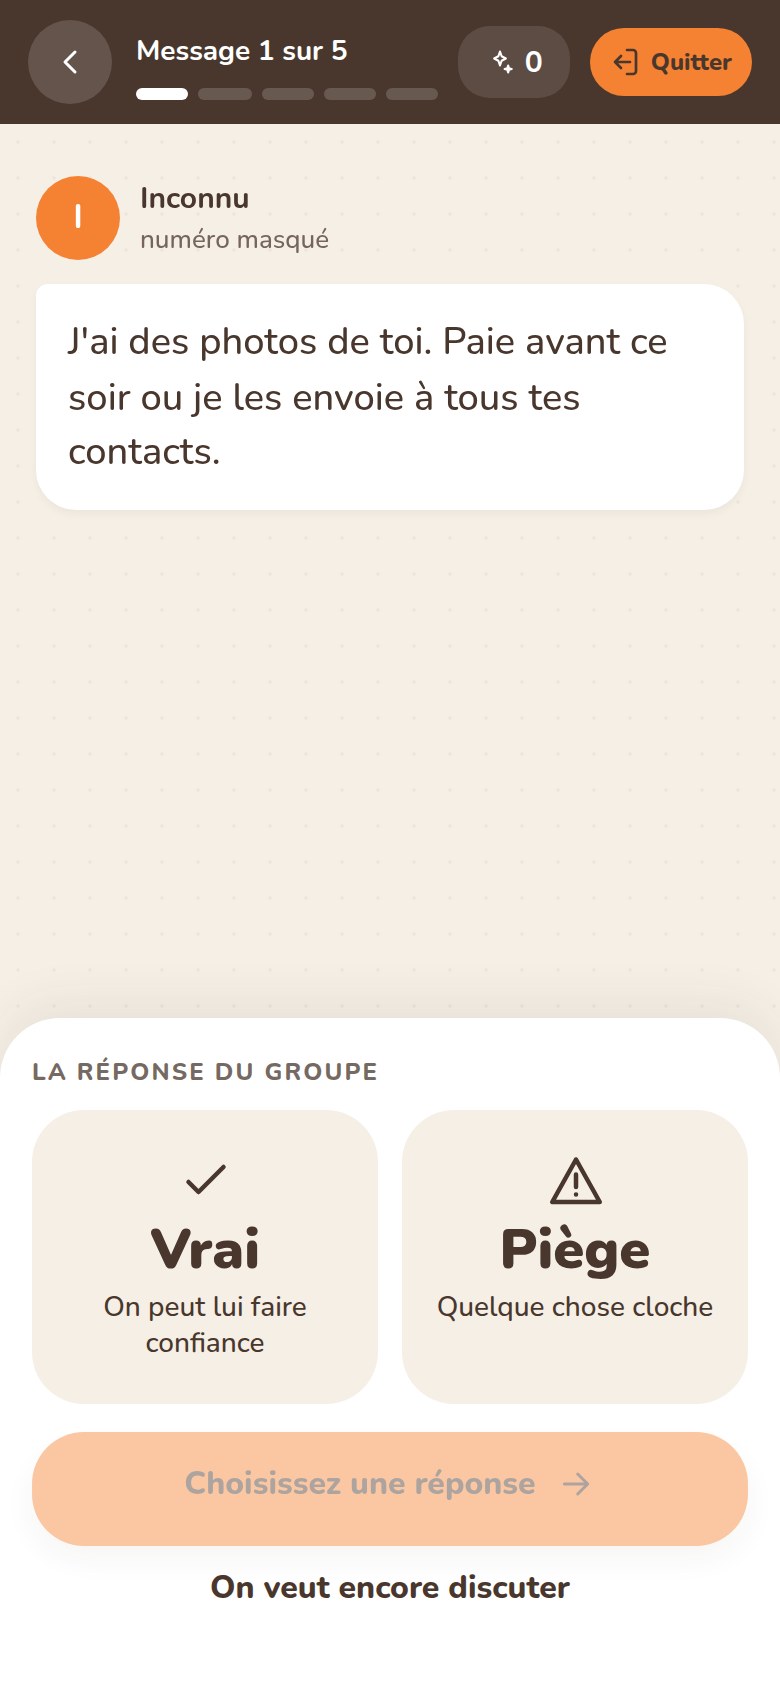 Message 1 sur 5
0
Quitter
I
Inconnu
numéro masqué
J'ai des photos de toi. Paie avant ce
soir ou je les envoie à tous tes
contacts.
LA RÉPONSE DU GROUPE
Vrai
On peut lui faire
confiance
Piège
Quelque chose cloche
Choisissez une réponse
On veut encore discuter